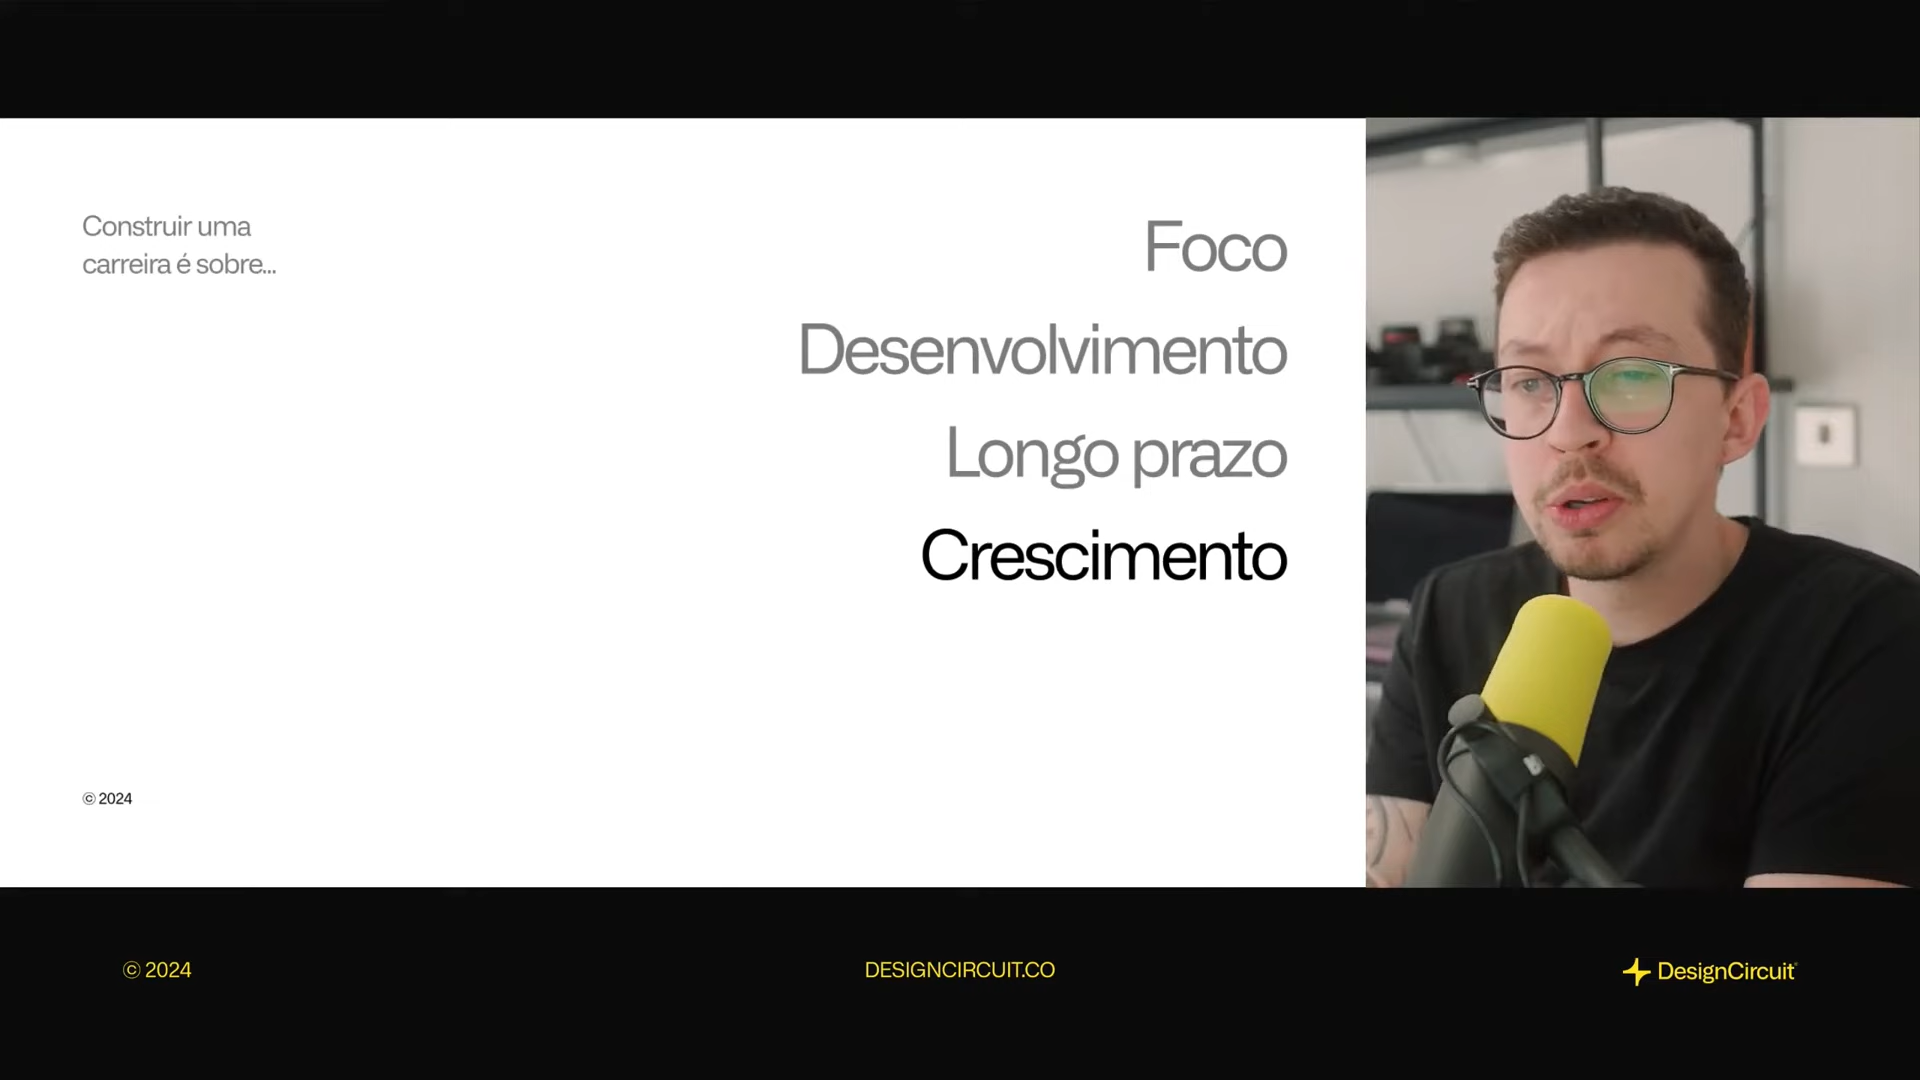 Construir uma
carreira é sobre...
Foco
Desenvolvimento
Longo prazo
Crescimento
© 2024
© 2024
DESIGNCIRCUIT.CO
DesignCircuit